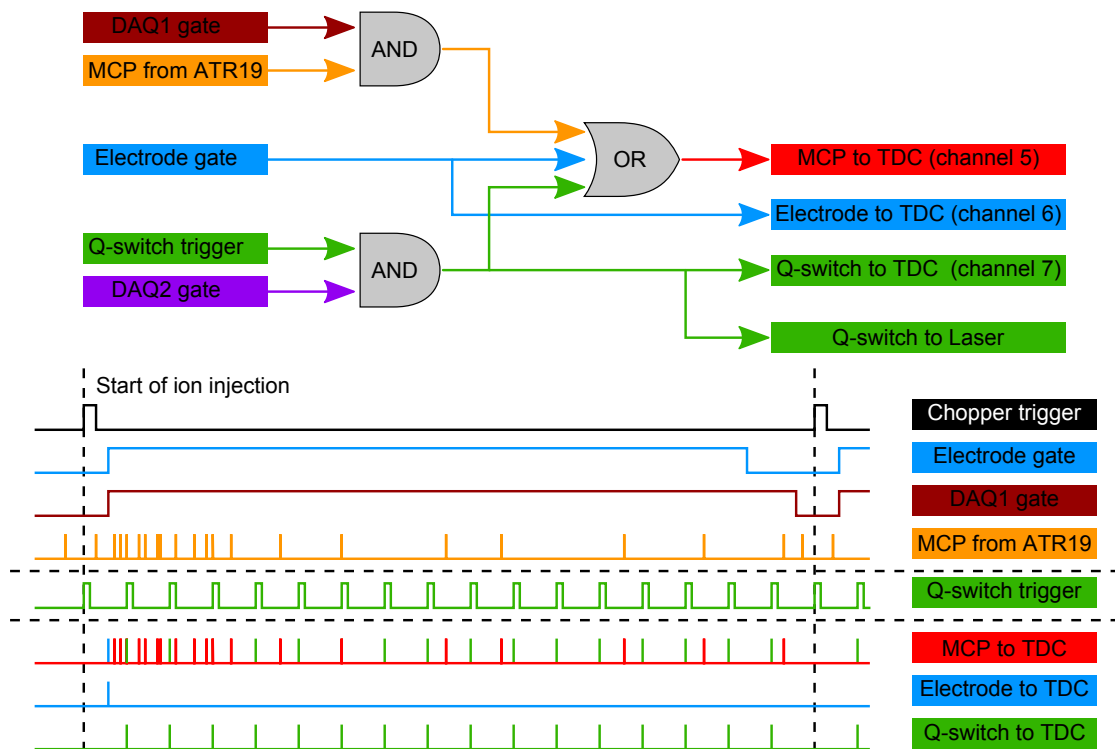 DAQ1 gate
AND
MCP from ATR19
Electrode gate
OR
MCP to TDC (channel 5)
Electrode to TDC (channel 6)
Q-switch trigger
AND
Q-switch to TDC (channel 7)
DAQ2 gate
Q-switch to Laser
Start of ion injection
Chopper trigger
Electrode gate
DAQ1 gate
MCP from ATR19
Q-switch trigger
MCP to TDC
Electrode to TDC
Q-switch to TDC